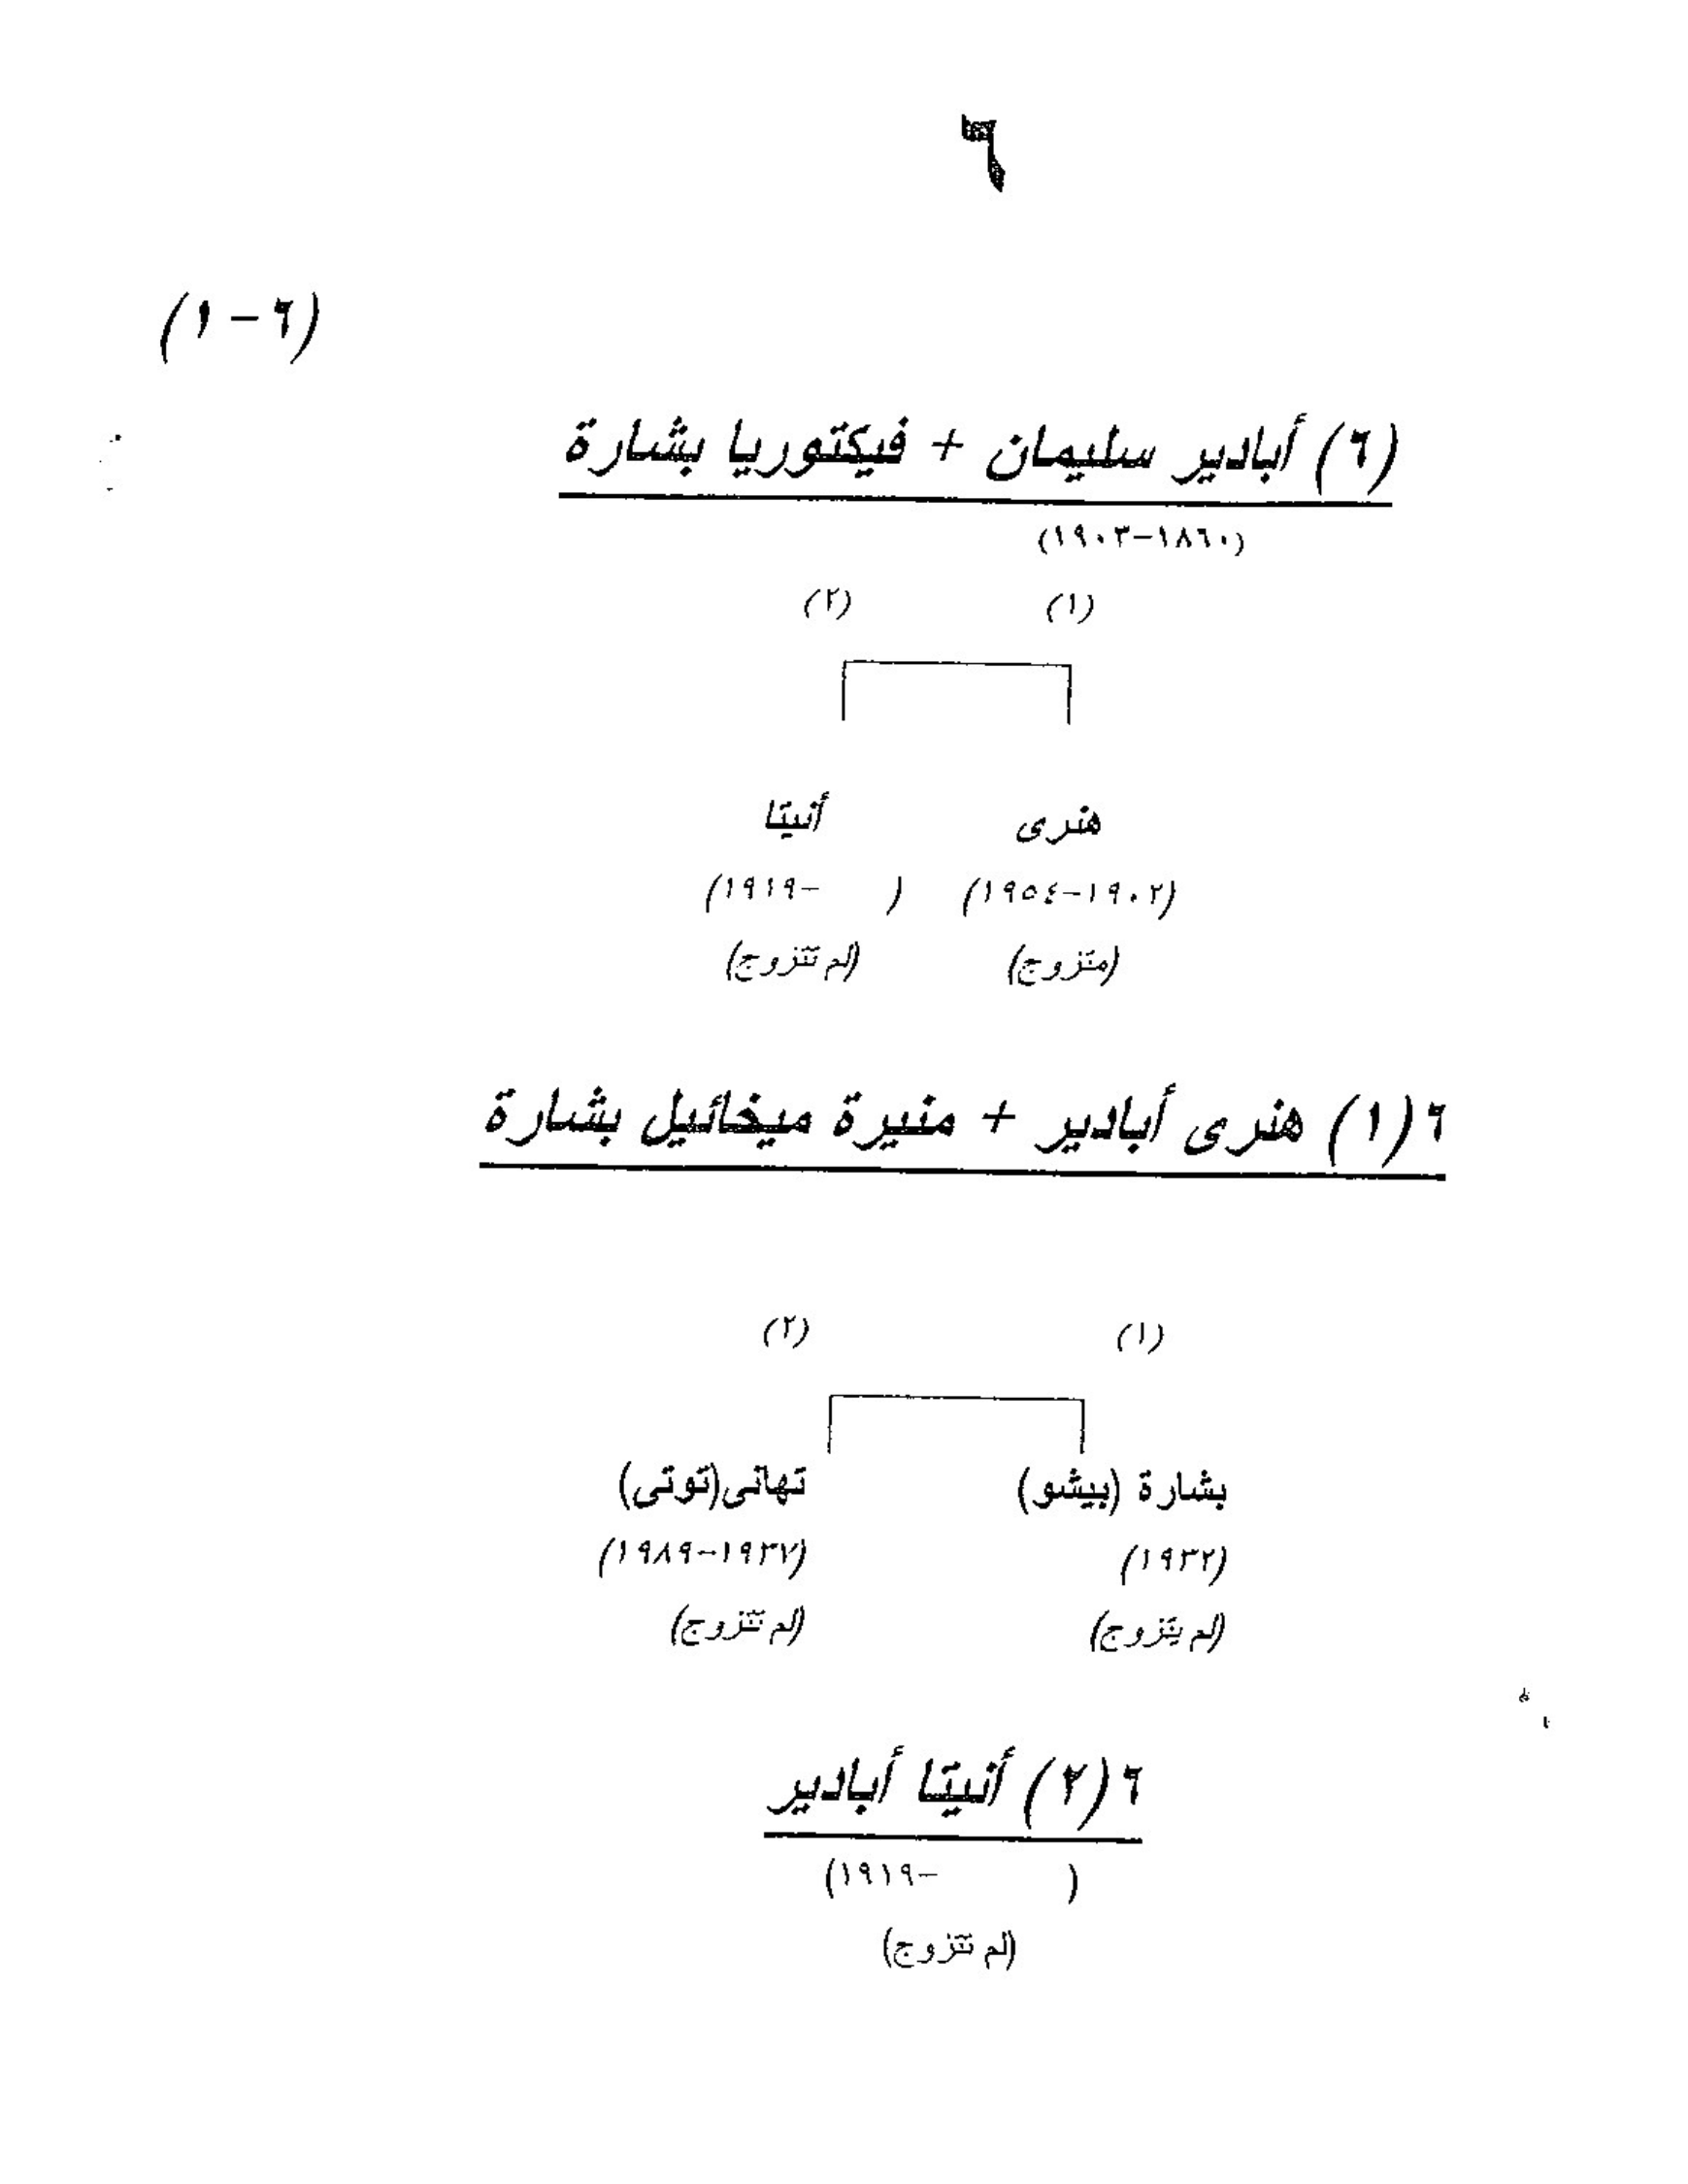 ٦
(٦-١)
(٦) أبادير سليمان + فيكتوريا بشارة
(١٨٦٠-١٩٠٣)
(١) (٢)
هنرى أنيتا
(١٩٠٢-١٩٥٤) ( -١٩١٩)
(متزوج) (لم تتزوج)
٦(١) هنرى أبادير + منيرة ميخائيل بشارة
(١) (٢)
بشارة (بيشو) تهانى(توتى)
(١٩٣٢) (١٩٣٧-١٩٨٩)
(لم يتزوج) (لم تتزوج)
٦(٢) أنيتا أبادير
( -١٩١٩)
(لم تتزوج)